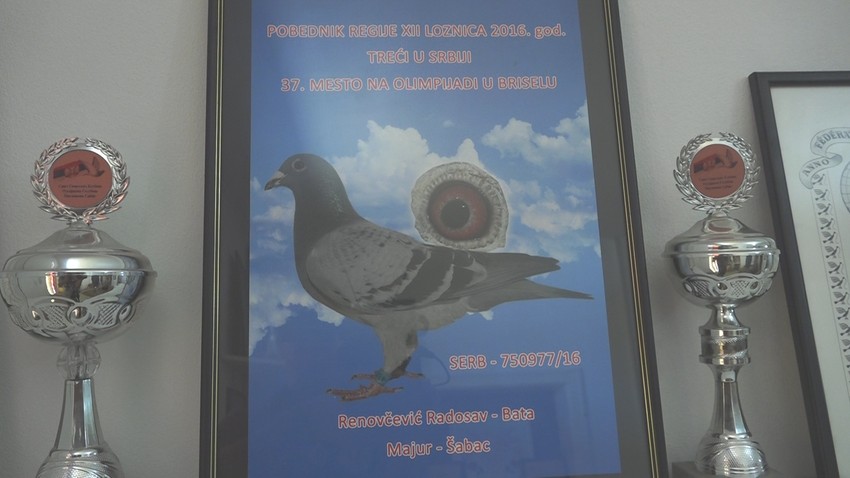 POBEDNIK REGIJE XII LOZNICA 2016. god.
TREĆI U SRBIJI
37. MESTO NA OLIMPIJADI U BRISELU
SERB - 750977/16
Renovčević Radosav - Bata
Majur - Šabac
ANNO